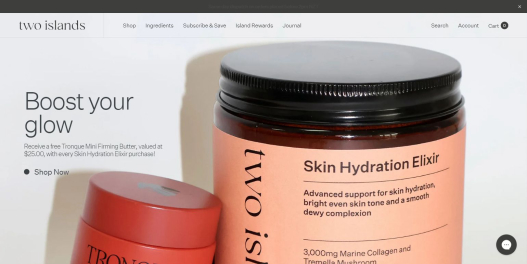 two islands
Shop Ingredients Subscribe & Save Island Rewards Journal
Search Account Cart 0
Boost your
glow
Receive a free Tronque Mini Firming Butter, valued at
$25.00, with every Skin Hydration Elixir purchase!
Shop Now
TRONQU
two isl
Skin Hydration Elixir
Advanced support for skin hydration,
bright even skin tone and a smooth
dewy complexion
3,000mg Marine Collagen and
Tremella Mushroom